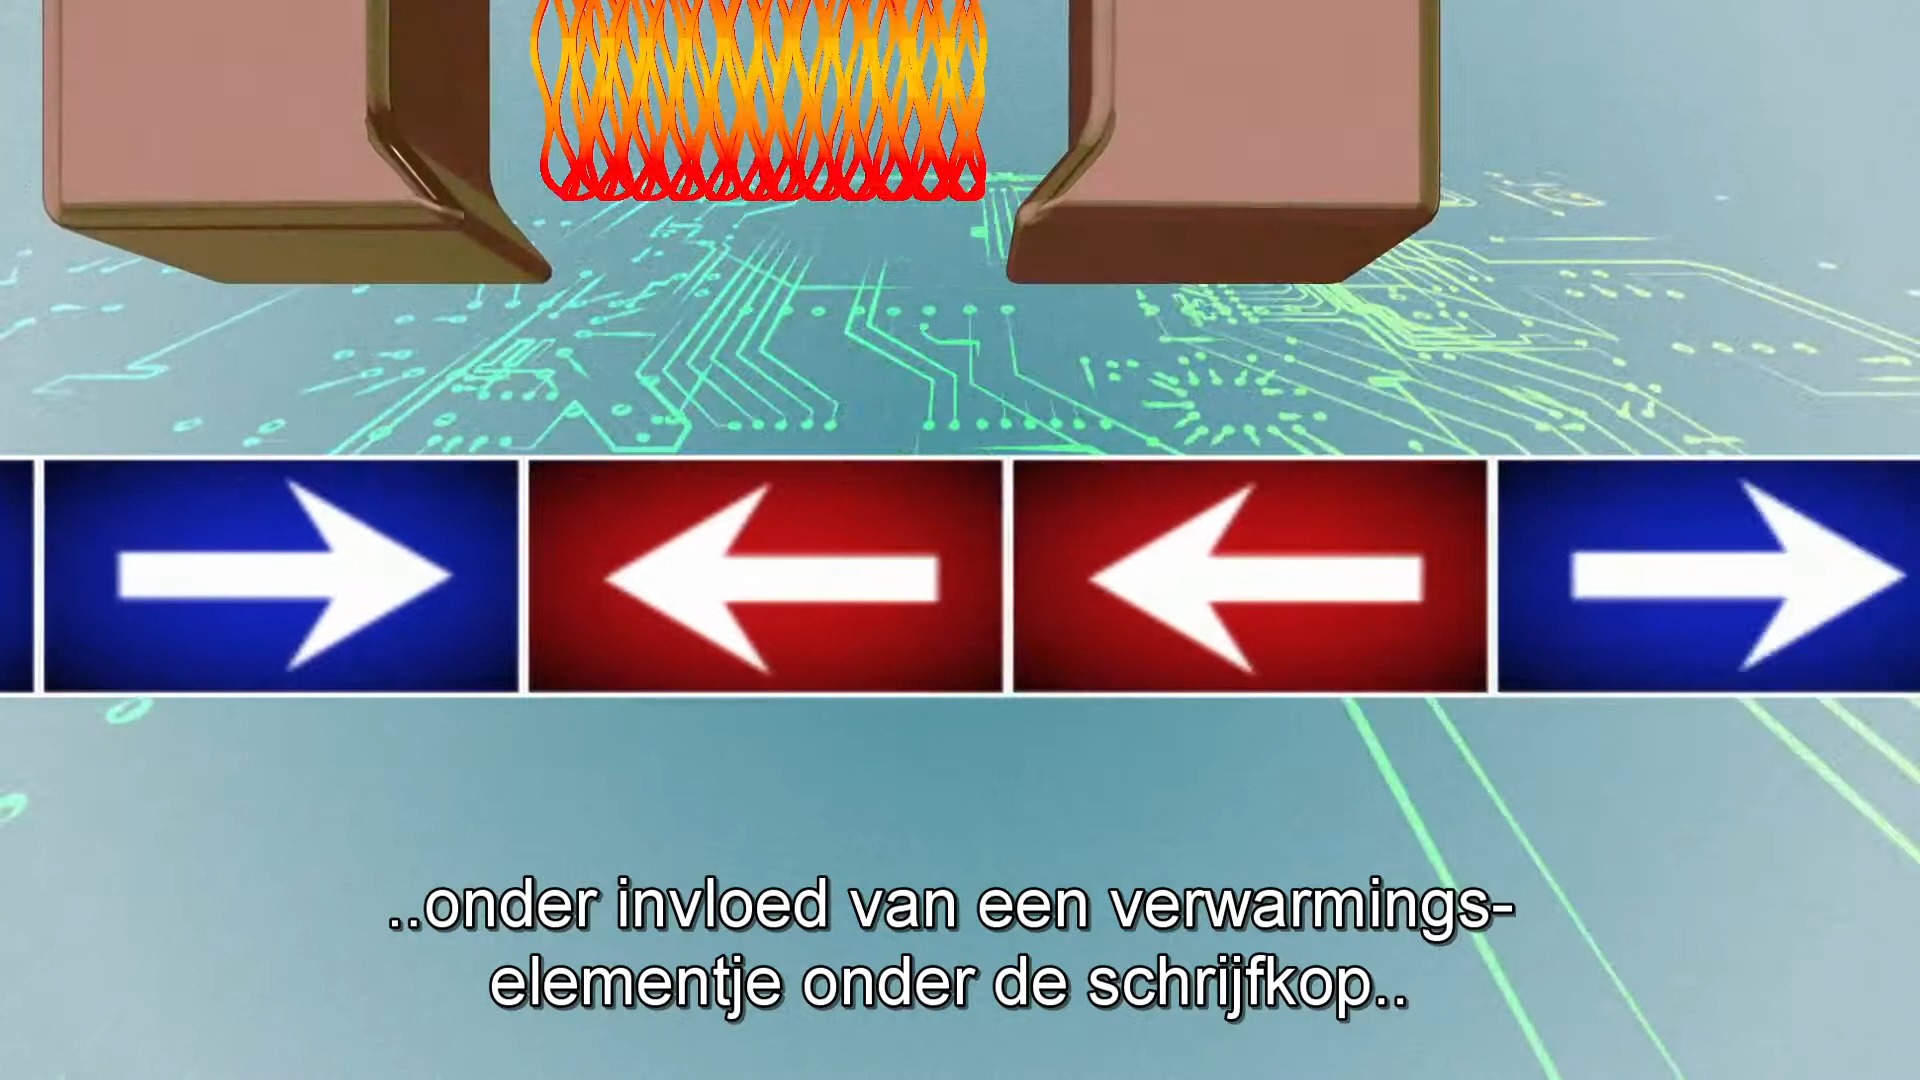 ..onder invloed van een verwarmings-
elementje onder de schrijfkop..